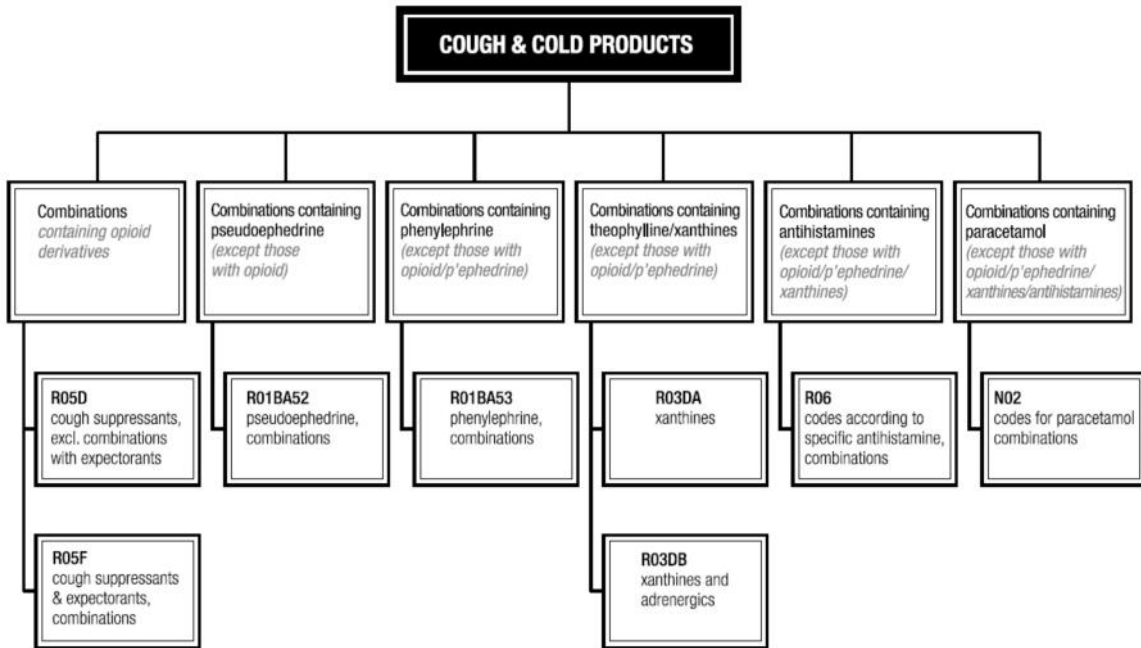 COUGH & COLD PRODUCTS
Combinations
containing opioid
derivatives
Combinations containing
pseudoephedrine
(except those
with opioid)
Combinations containing
phenylephrine
(except those with
opioid/p'ephedrine)
Combinations containing
theophylline/xanthines
(except those with
opioid/p'ephedrine)
Combinations containing
antihistamines
(except those with
opioid/p'ephedrine/
xanthines)
Combinations containing
paracetamol
(except those with
opioid/p'ephedrine/
xanthines/antihistamines)
R05D
cough suppressants,
excl. combinations
with expectorants
R01BA52
pseudoephedrine,
combinations
R01BA53
phenylephrine,
combinations
R03DA
xanthines
R06
codes according to
specific antihistamine,
combinations
N02
codes for paracetamol
combinations
R05F
cough suppressants
& expectorants,
combinations
R03DB
xanthines and
adrenergics